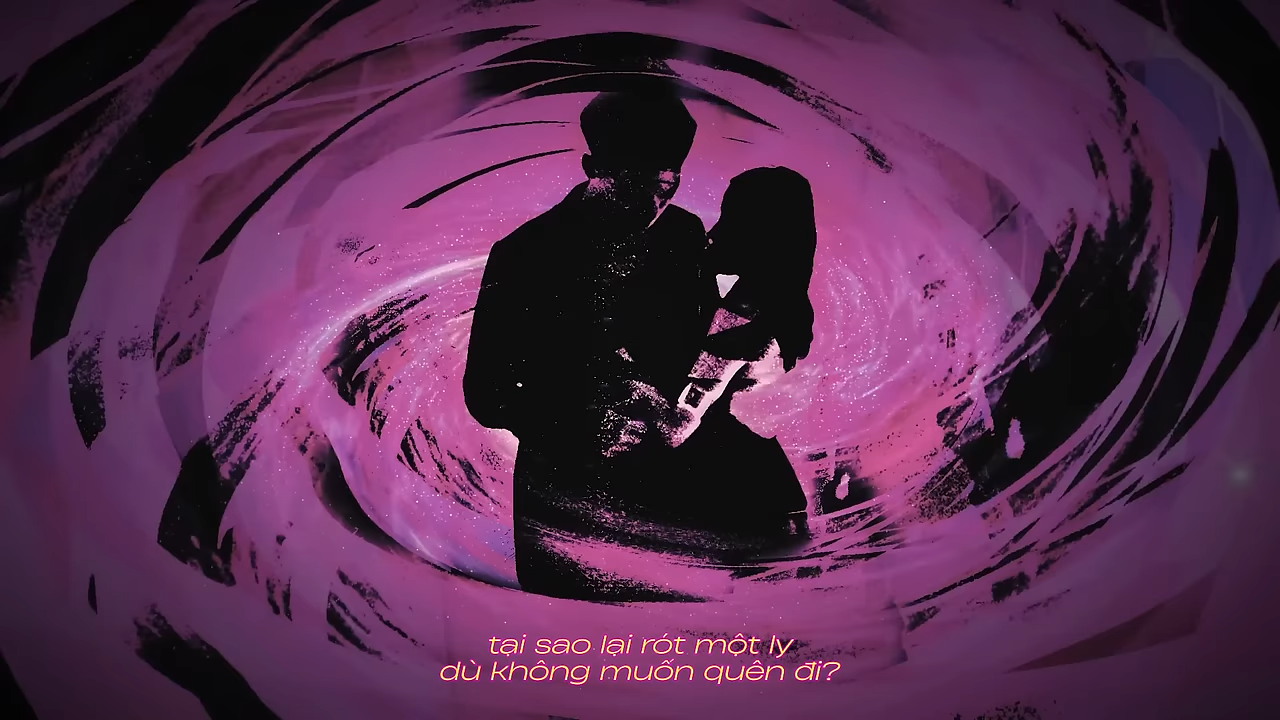 tại sao lại rót một ly
dù không muốn quên đi?